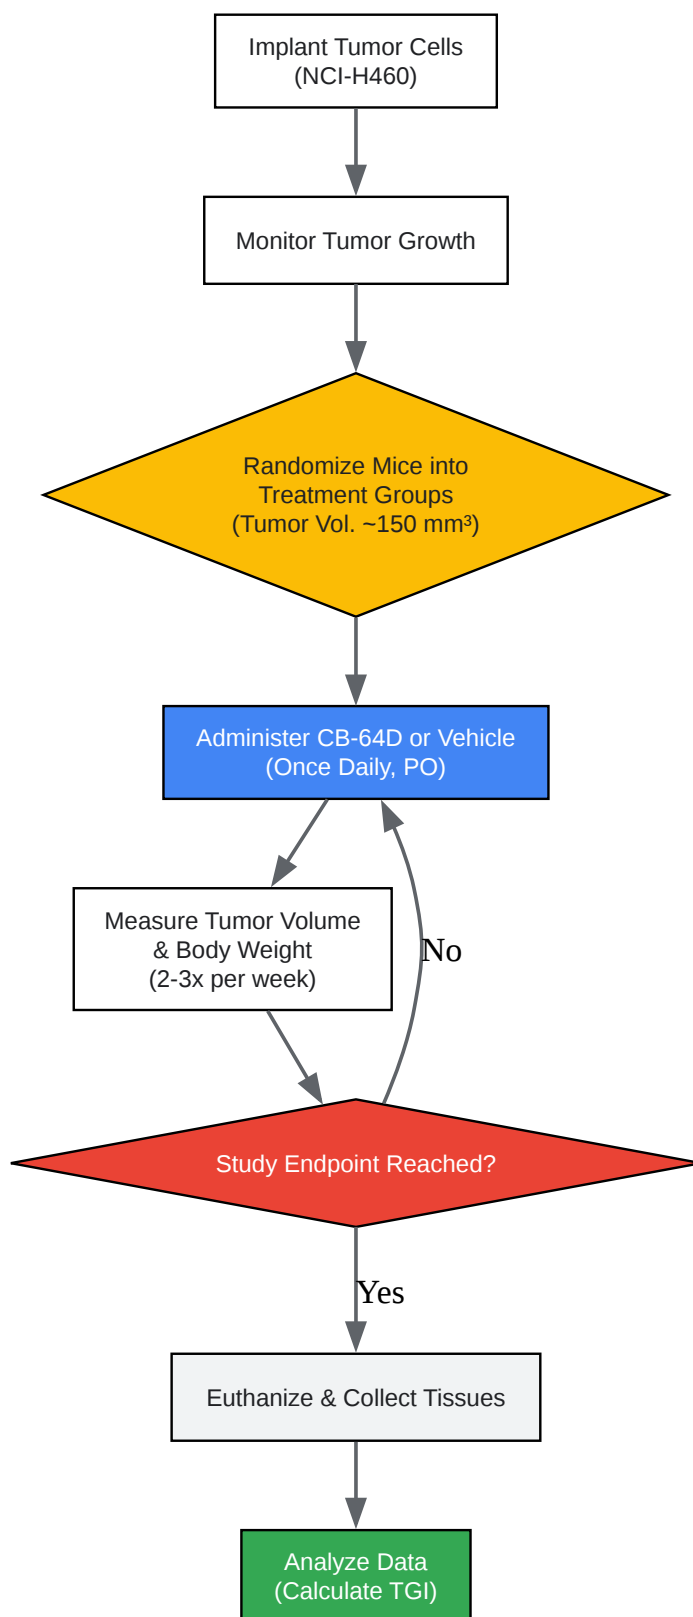 Implant Tumor Cells
(NCI-H460)
Monitor Tumor Growth
Randomize Mice into
Treatment Groups
(Tumor Vol. ~150 mm³)
Administer CB-64D or Vehicle
(Once Daily, PO)
Measure Tumor Volume
& Body Weight
(2-3x per week)
No
Study Endpoint Reached?
Yes
Euthanize & Collect Tissues
Analyze Data
(Calculate TGI)